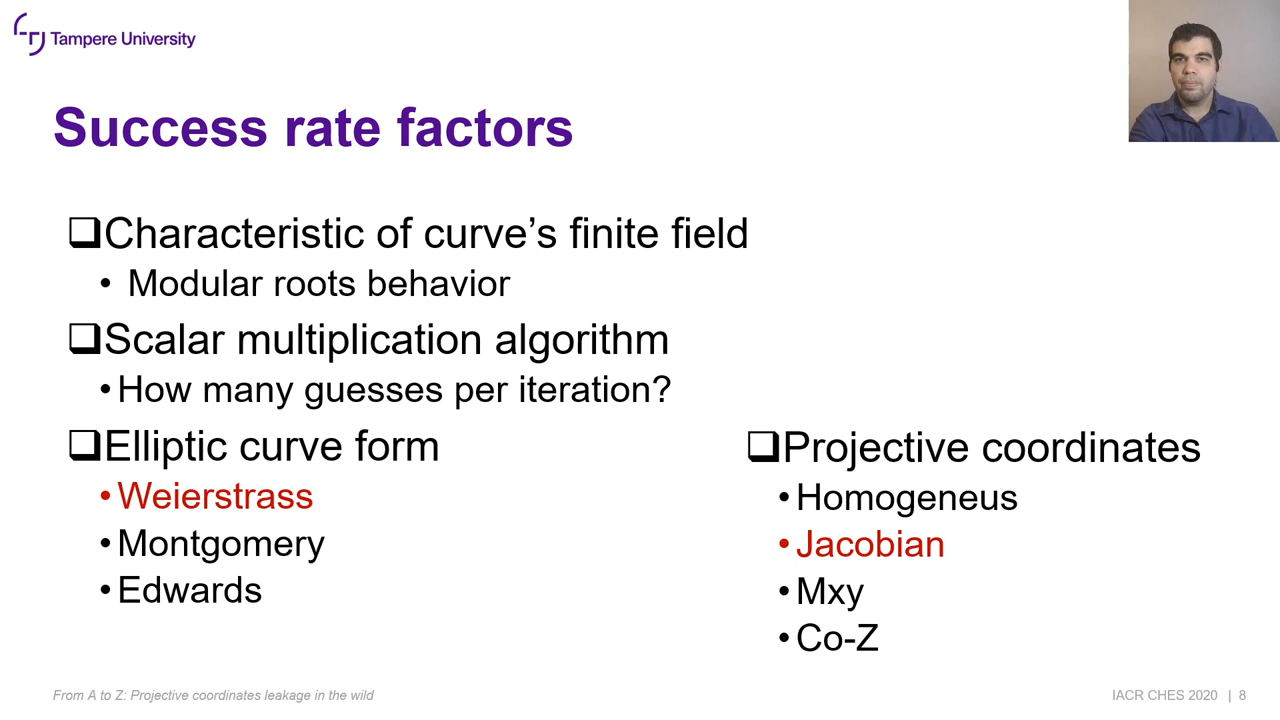 Tampere University
Success rate factors
❑Characteristic of curve’s finite field
• Modular roots behavior
❑Scalar multiplication algorithm
•How many guesses per iteration?
❑Elliptic curve form
•Weierstrass
•Montgomery
•Edwards
❑Projective coordinates
•Homogeneus
•Jacobian
•Mxy
•Co-Z
From A to Z: Projective coordinates leakage in the wild
IACR CHES 2020 | 8